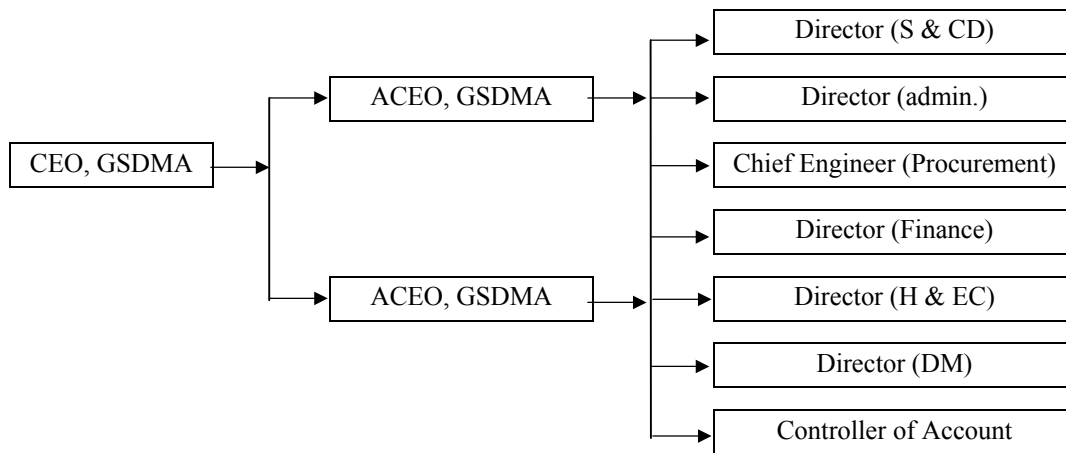 CEO, GSDMA
ACEO, GSDMA
ACEO, GSDMA
Director (S & CD)
Director (admin.)
Chief Engineer (Procurement)
Director (Finance)
Director (H & EC)
Director (DM)
Controller of Account